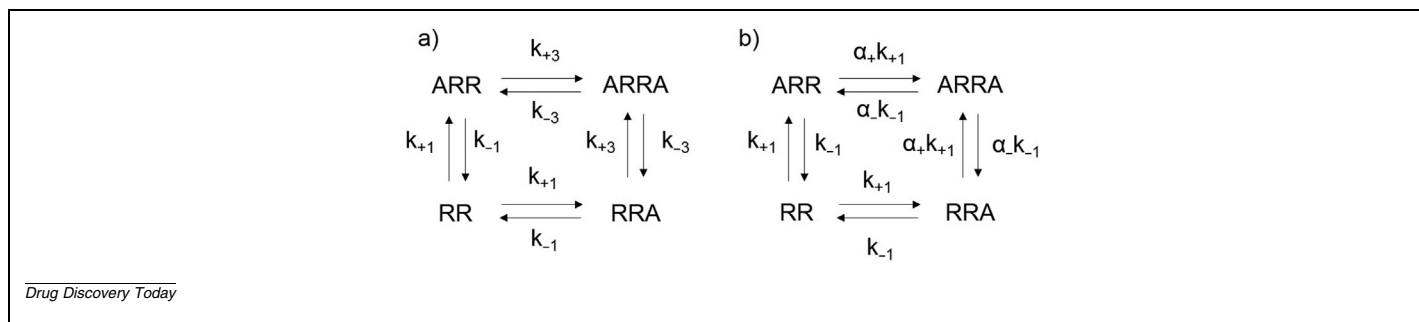 a) b)
k₊₃ α₊k₊₁
ARR ARRA ARR ARRA
k₋₃ α₋k₋₁
k₊₁ k₋₁ k₊₃ k₋₃ k₊₁ k₋₁ α₊k₊₁ α₋k₋₁
k₊₁ k₊₁
RR RRA RR RRA
k₋₁ k₋₁
Drug Discovery Today